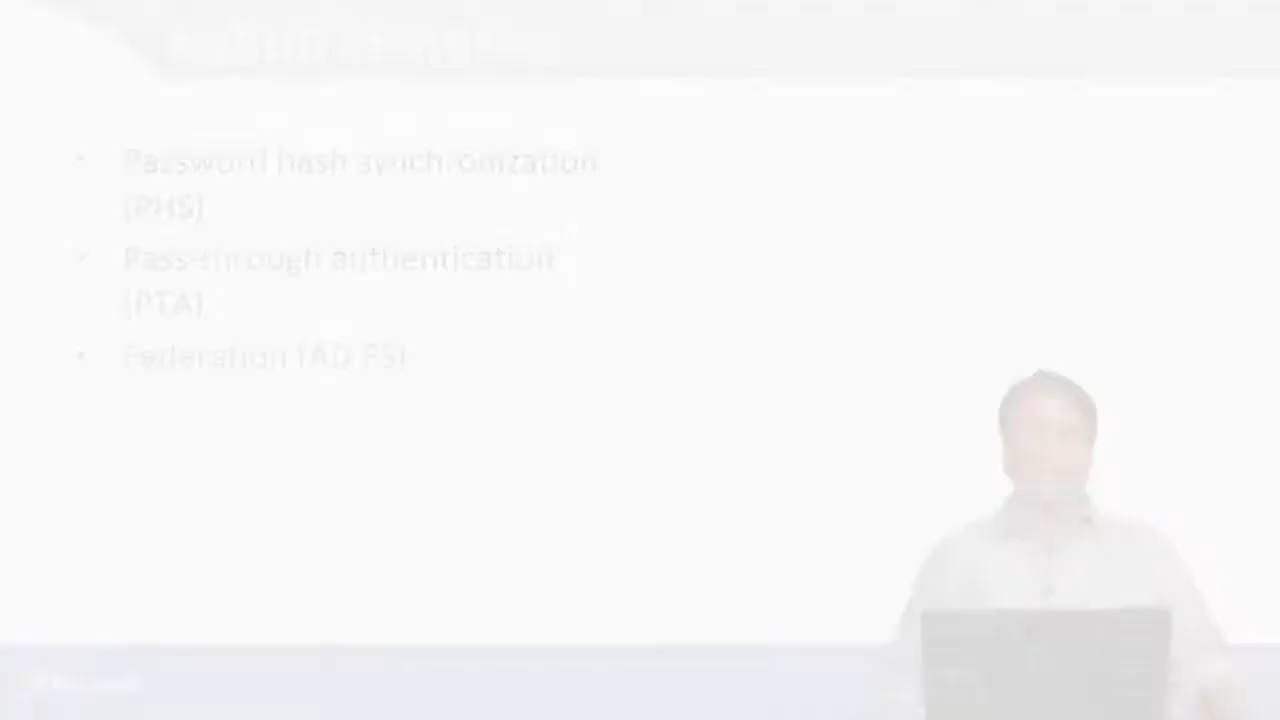 Password hash synchronization
(PHS)
Pass-through authentication
(PTA)
Federation (AD FS)